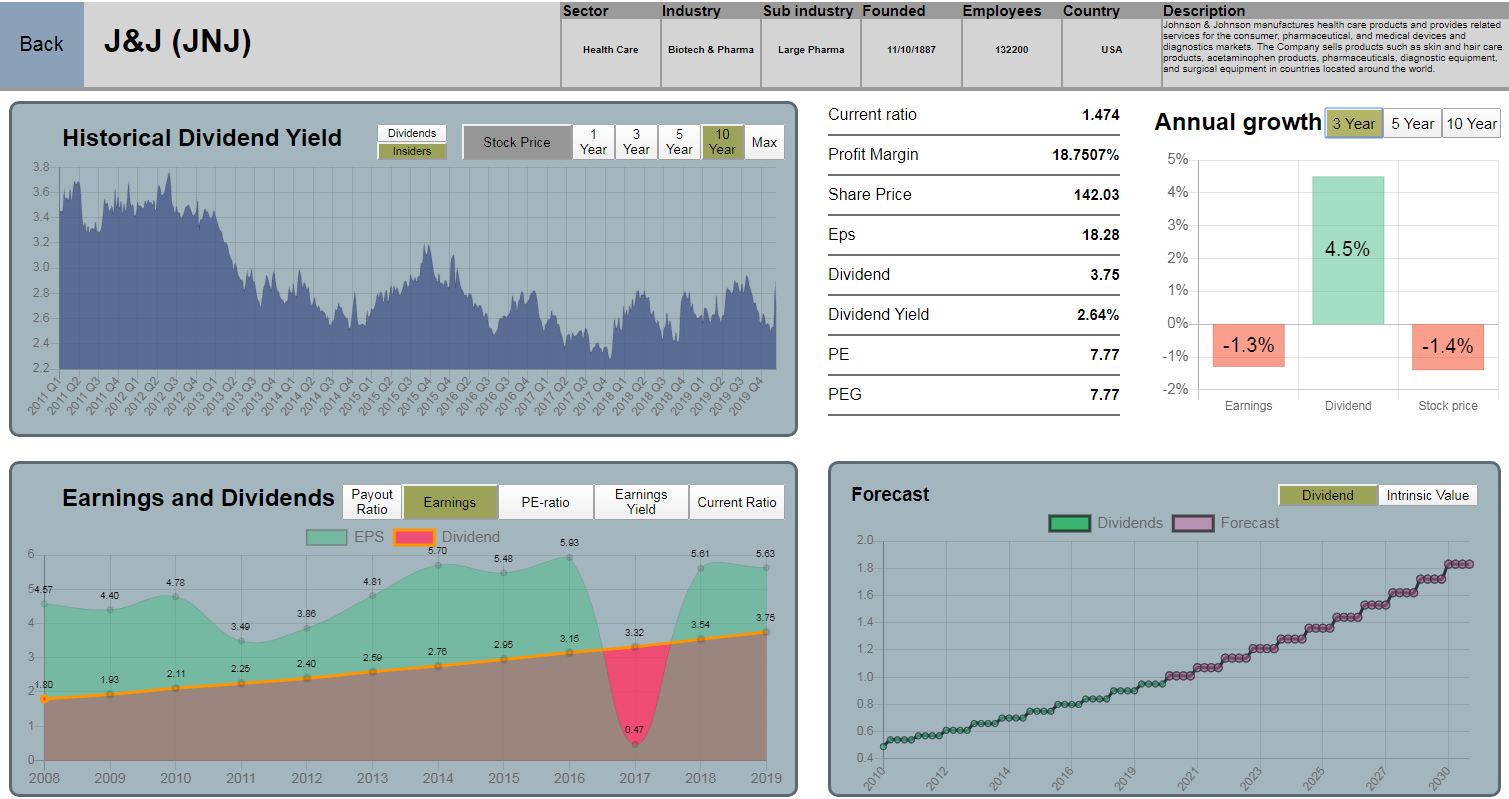 Back
J&J (JNJ)
Sector Industry Sub industry Founded Employees Country Description
Health Care Biotech & Pharma Large Pharma 11/10/1887 132200 USA
Johnson & Johnson manufactures health care products and provides related
services for the consumer, pharmaceutical, and medical devices and
diagnostics markets. The Company sells products such as skin and hair care
products, acetaminophen products, pharmaceuticals, diagnostic equipment,
and surgical equipment in countries located around the world.
Historical Dividend Yield
Dividends
Insiders
Stock Price
1 Year
3 Year
5 Year
10 Year
Max
3.8
3.6
3.4
3.2
3.0
2.8
2.6
2.4
2.2
2011 Q1 2011 Q2 2011 Q3 2011 Q4 2012 Q1 2012 Q2 2012 Q3 2012 Q4 2013 Q1 2013 Q2 2013 Q3 2013 Q4 2014 Q1 2014 Q2 2014 Q3 2014 Q4 2015 Q1 2015 Q2 2015 Q3 2015 Q4 2016 Q1 2016 Q2 2016 Q3 2016 Q4 2017 Q1 2017 Q2 2017 Q3 2017 Q4 2018 Q1 2018 Q2 2018 Q3 2018 Q4 2019 Q1 2019 Q2 2019 Q3 2019 Q4
Current ratio 1.474
Profit Margin 18.7507%
Share Price 142.03
Eps 18.28
Dividend 3.75
Dividend Yield 2.64%
PE 7.77
PEG 7.77
Annual growth
3 Year
5 Year
10 Year
5%
4%
3%
2%
1%
0%
-1%
-2%
-1.3%
4.5%
-1.4%
Earnings Dividend Stock price
Earnings and Dividends
Payout Ratio
Earnings
PE-ratio
Earnings Yield
Current Ratio
EPS Dividend
6
5
4
3
2
1
0
4.57 4.40 4.78 3.49 3.86 4.81 5.70 5.48 5.93 0.47 5.61 5.63
1.80 1.93 2.11 2.25 2.40 2.59 2.76 2.95 3.15 3.32 3.54 3.75
2008 2009 2010 2011 2012 2013 2014 2015 2016 2017 2018 2019
Forecast
Dividend
Intrinsic Value
Dividends Forecast
2.0
1.8
1.6
1.4
1.2
1.0
0.8
0.6
0.4
2010 2012 2014 2016 2019 2021 2023 2025 2027 2030